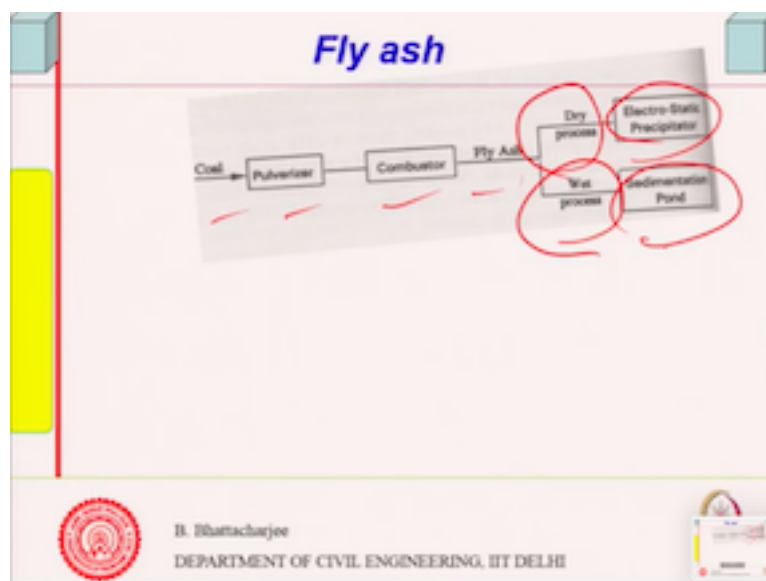 Fly ash
Coal
Pulverizer
Combustor
Fly Ash
Dry
process
Electro-Static
Precipitator
Wet
process
Sedimentation
Pond
B. Bhattacharjee
DEPARTMENT OF CIVIL ENGINEERING, IIT DELHI